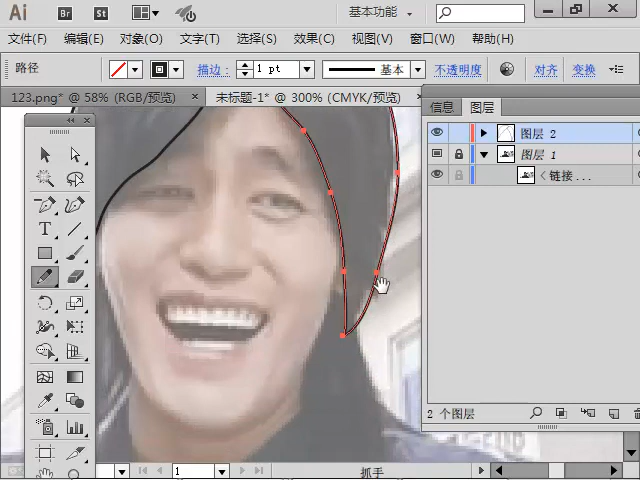 Ai Br St 基本功能
文件(F) 编辑(E) 对象(O) 文字(T) 选择(S) 效果(C) 视图(V) 窗口(W) 帮助(H)
路径 描边: 1 pt 基本 不透明度 对齐 变换
123.png* @ 58% (RGB/预览) × 未标题-1* @ 300% (CMYK/预览) ×
信息 图层
图层 2
图层 1
<链接...
2 个图层
1 抓手